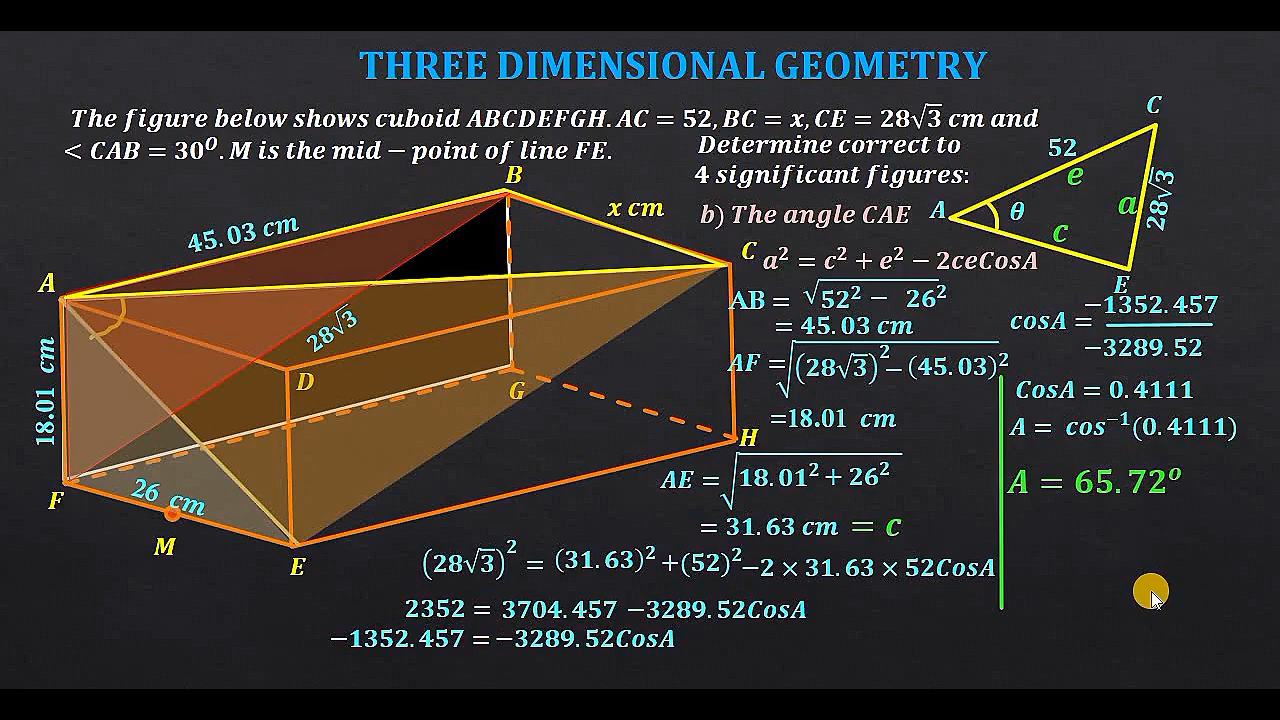 THREE DIMENSIONAL GEOMETRY
The figure below shows cuboid ABCDEFGH. AC = 52, BC = x, CE = 28√3 cm and
< CAB = 30⁰. M is the mid − point of line FE.
Determine correct to
4 significant figures:
b) The angle CAE
A
B
C
D
E
F
G
H
M
45.03 cm
x cm
28√3
18.01 cm
26 cm
C
52
e
A
θ
a
28√3
c
E
a² = c² + e² − 2ceCosA
AB = √52² − 26²
= 45.03 cm
AF = √(28√3)² − (45.03)²
=18.01 cm
AE = √18.01² + 26²
= 31.63 cm = c
(28√3)² = (31.63)² + (52)² −2 × 31.63 × 52CosA
2352 = 3704.457 −3289.52CosA
−1352.457 = −3289.52CosA
cosA = −1352.457
−3289.52
CosA = 0.4111
A = cos⁻¹(0.4111)
A = 65.72⁰